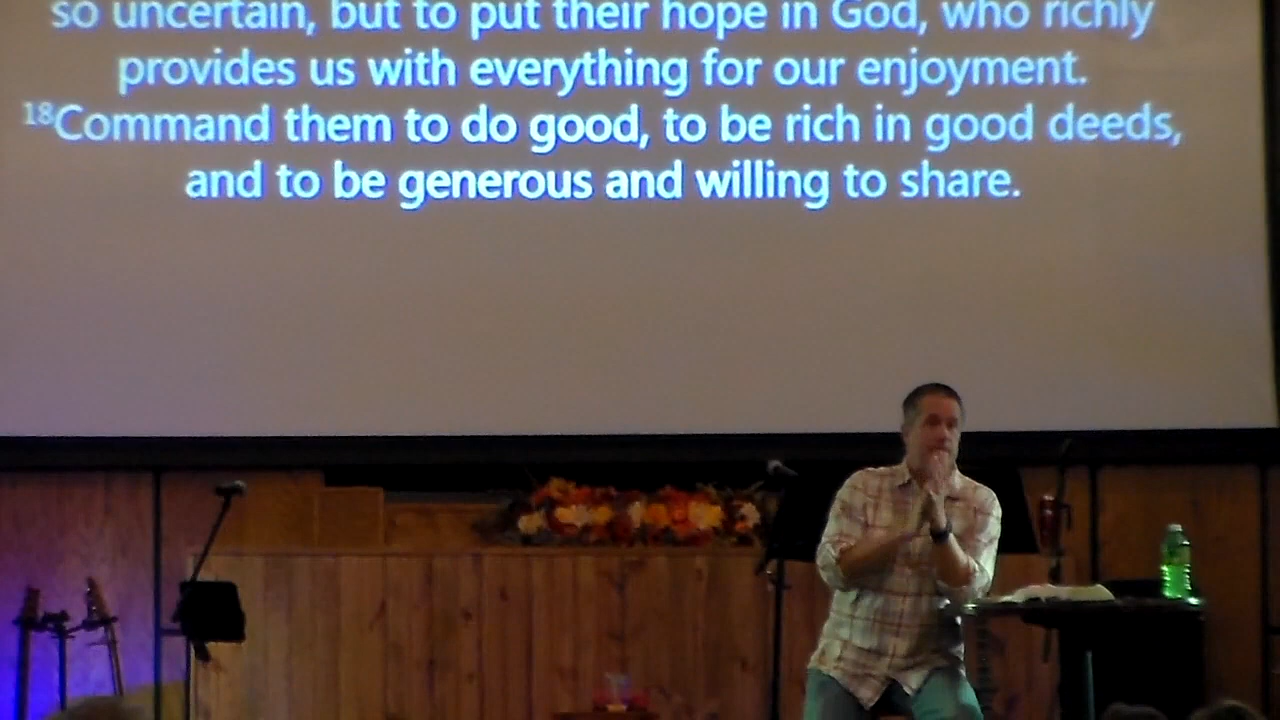 so uncertain, but to put their hope in God, who richly
provides us with everything for our enjoyment.
18Command them to do good, to be rich in good deeds,
and to be generous and willing to share.